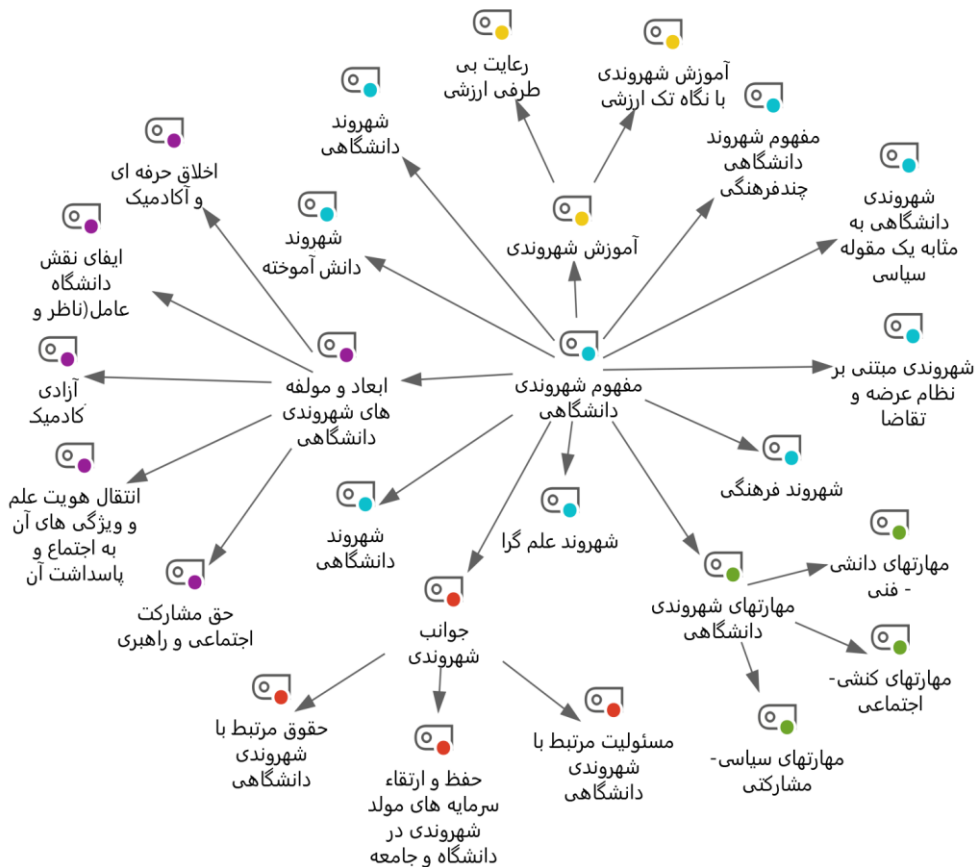 رعایت بی
طرفی ارزشی
آموزش شهروندی
با نگاه تک ارزشی
شهروند
دانشگاهی
مفهوم شهروند
دانشگاهی
چندفرهنگی
اخلاق حرفه ای
و آکادمیک
شهروندی
دانشگاهی به
مثابه یک مقوله
سیاسی
شهروند
دانش آموخته
آموزش شهروندی
ایفای نقش
دانشگاه
عامل(ناظر و
شهروندی مبتنی بر
نظام عرضه و
تقاضا
ابعاد و مولفه
های شهروندی
دانشگاهی
مفهوم شهروندی
دانشگاهی
آزادی
کادمیک
شهروند فرهنگی
انتقال هویت علم
و ویژگی های آن
به اجتماع و
پاسداشت آن
شهروند
دانشگاهی
شهروند علم گرا
مهارتهای دانشی
- فنی
حق مشارکت
اجتماعی و راهبری
جوانب
شهروندی
مهارتهای شهروندی
دانشگاهی
مهارتهای کنشی-
اجتماعی
حقوق مرتبط با
شهروندی
دانشگاهی
حفظ و ارتقاء
سرمایه های مولد
شهروندی در
دانشگاه و جامعه
مسئولیت مرتبط با
شهروندی
دانشگاهی
مهارتهای سیاسی-
مشارکتی